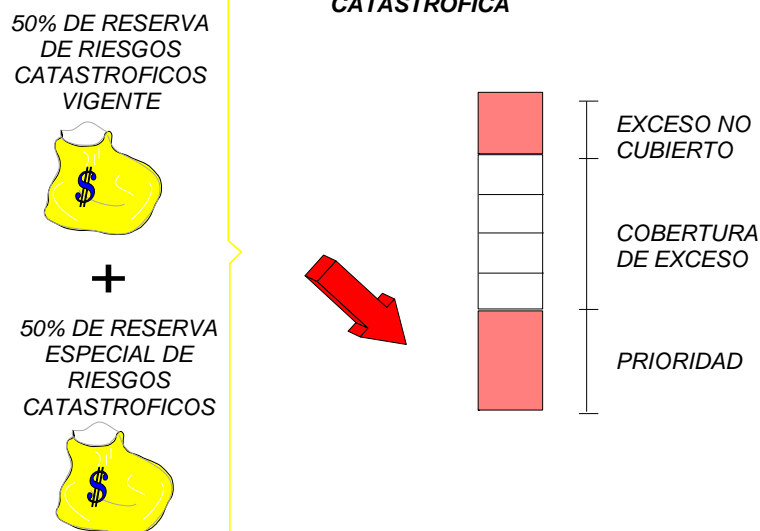 CATASTROFICA
50% DE RESERVA
DE RIESGOS
CATASTROFICOS
VIGENTE
$
+
50% DE RESERVA
ESPECIAL DE
RIESGOS
CATASTROFICOS
$
EXCESO NO
CUBIERTO
COBERTURA
DE EXCESO
PRIORIDAD